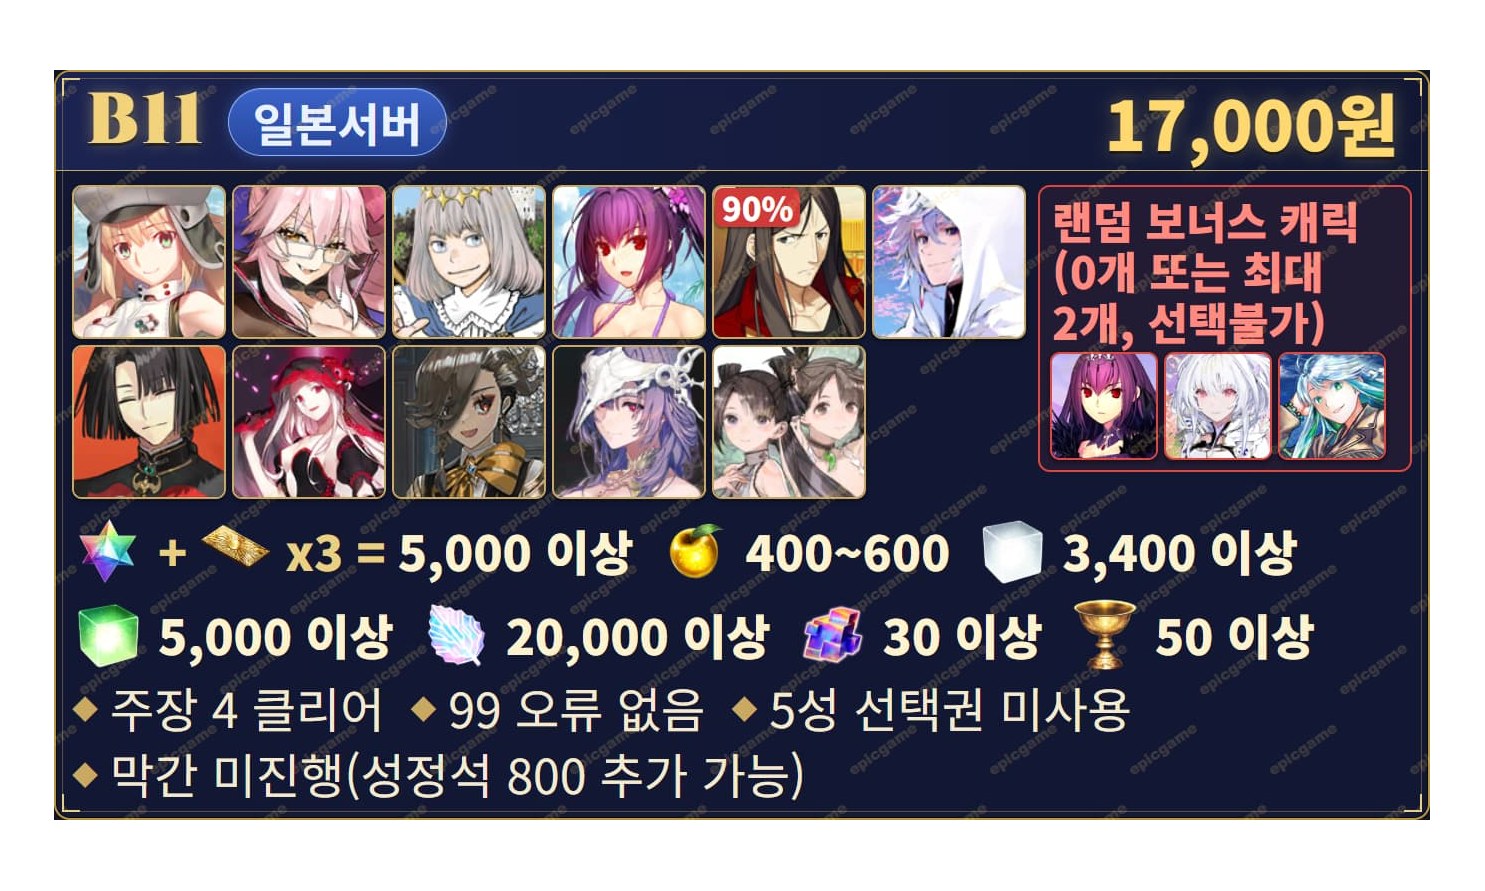 B11 일본서버 17,000원
90%
랜덤 보너스 캐릭
(0개 또는 최대
2개, 선택불가)
+ x3 = 5,000 이상 400~600 3,400 이상
5,000 이상 20,000 이상 30 이상 50 이상
◆ 주장 4 클리어 ◆ 99 오류 없음 ◆ 5성 선택권 미사용
◆ 막간 미진행(성정석 800 추가 가능)
epicgame